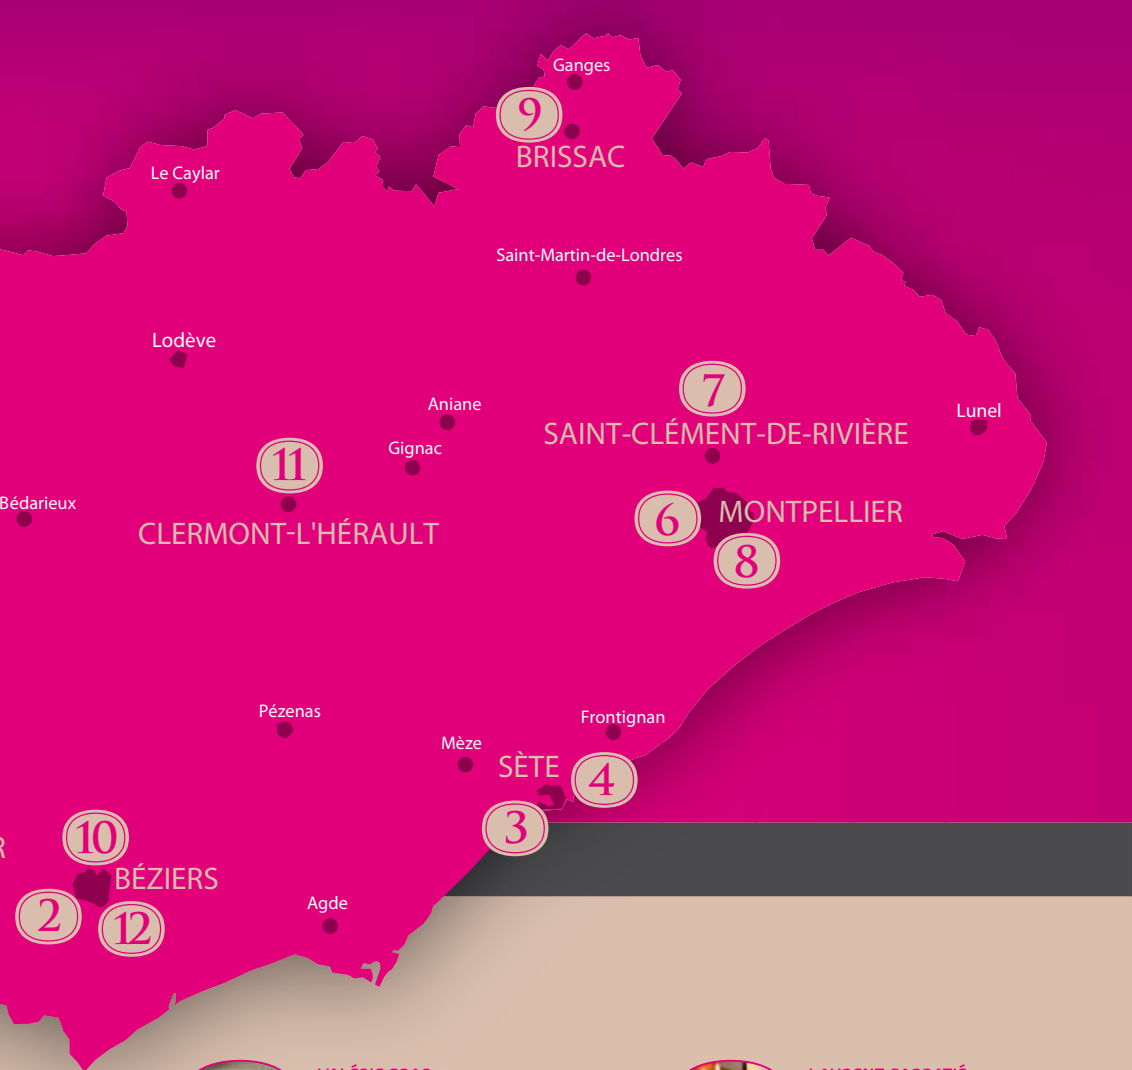 Ganges
9
BRISSAC
Le Caylar
Saint-Martin-de-Londres
Lodève
7
Aniane
Lunel
SAINT-CLÉMENT-DE-RIVIÈRE
Gignac
11
Bédarieux
6
MONTPELLIER
CLERMONT-L'HÉRAULT
8
Pézenas
Frontignan
Mèze
SÈTE
4
3
10
R
BÉZIERS
2
12
Agde